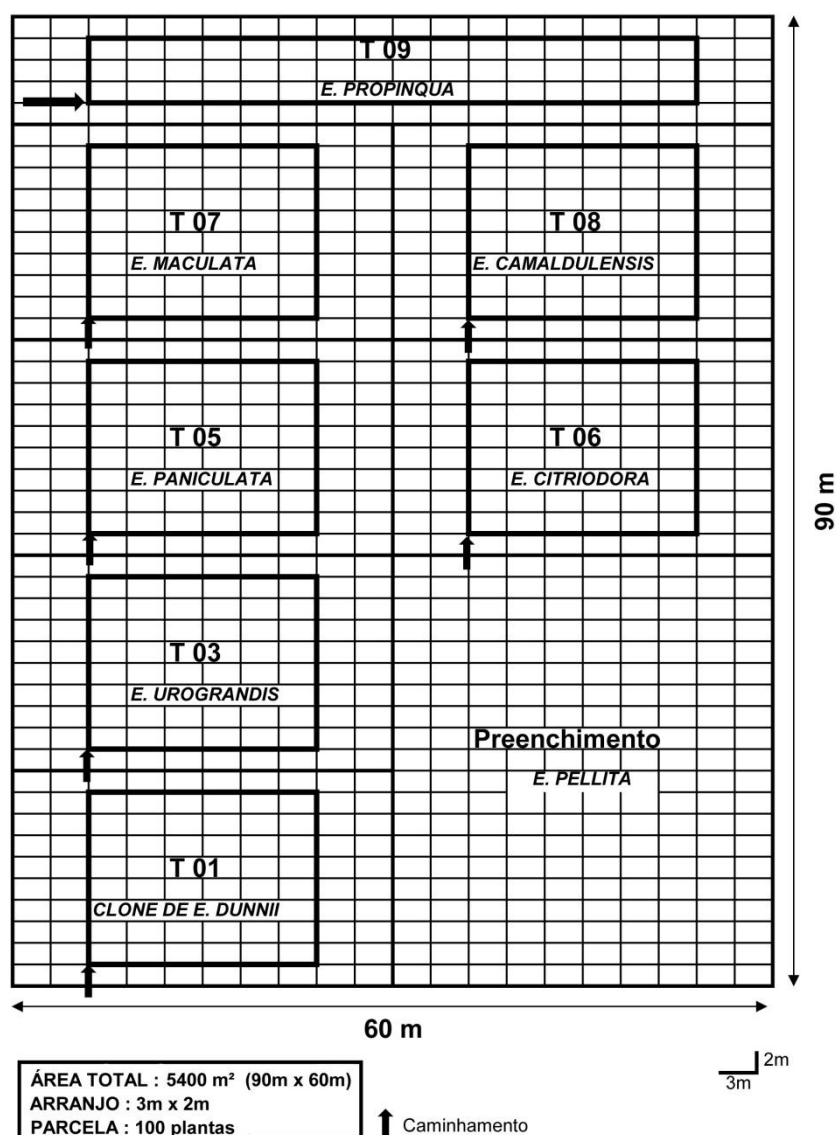 T 09
E. PROPINQUA
T 07
E. MACULATA
T 08
E. CAMALDULENSIS
T 05
E. PANICULATA
T 06
E. CITRIODORA
90 m
T 03
E. UROGRANDIS
Preenchimento
E. PELLITA
T 01
CLONE DE E. DUNNII
60 m
2m
3m
ÁREA TOTAL : 5400 m² (90m x 60m)
ARRANJO : 3m x 2m
PARCELA : 100 plantas
Caminhamento